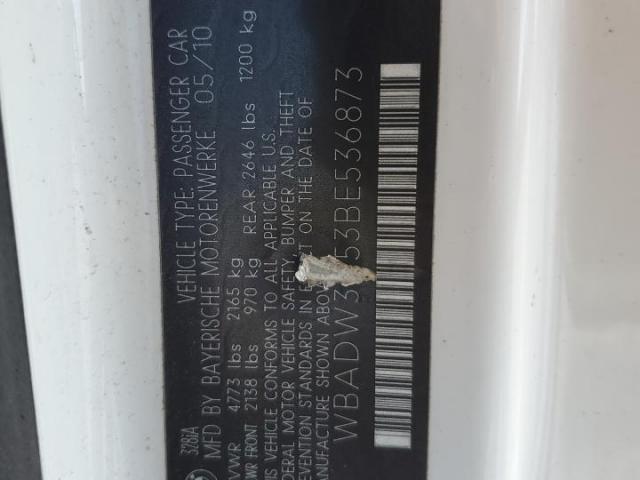 328iA
VEHICLE TYPE: PASSENGER CAR
MFD BY BAYERISCHE MOTORENWERKE 05/10
VWR 4773 lbs 2165 kg
WR FRONT 2138 lbs 970 kg REAR 2646 lbs 1200 kg
IS VEHICLE CONFORMS TO ALL APPLICABLE U.S.
DERAL MOTOR VEHICLE SAFETY, BUMPER AND THEFT
EVENTION STANDARDS IN ON THE DATE OF
ANUFACTURE SHOWN ABOV
WBADW3 53BE536873